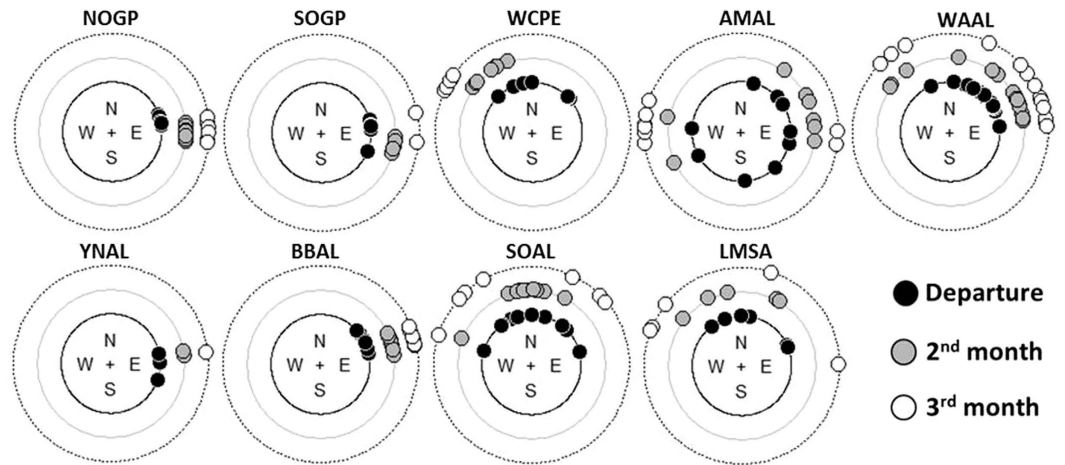 NOGP SOGP WCPE AMAL WAAL
N N N N N
W + E W + E W + E W + E W + E
S S S S S
YNAL BBAL SOAL LMSA
N N N N
W + E W + E W + E W + E
S S S S
Departure
2nd month
3rd month